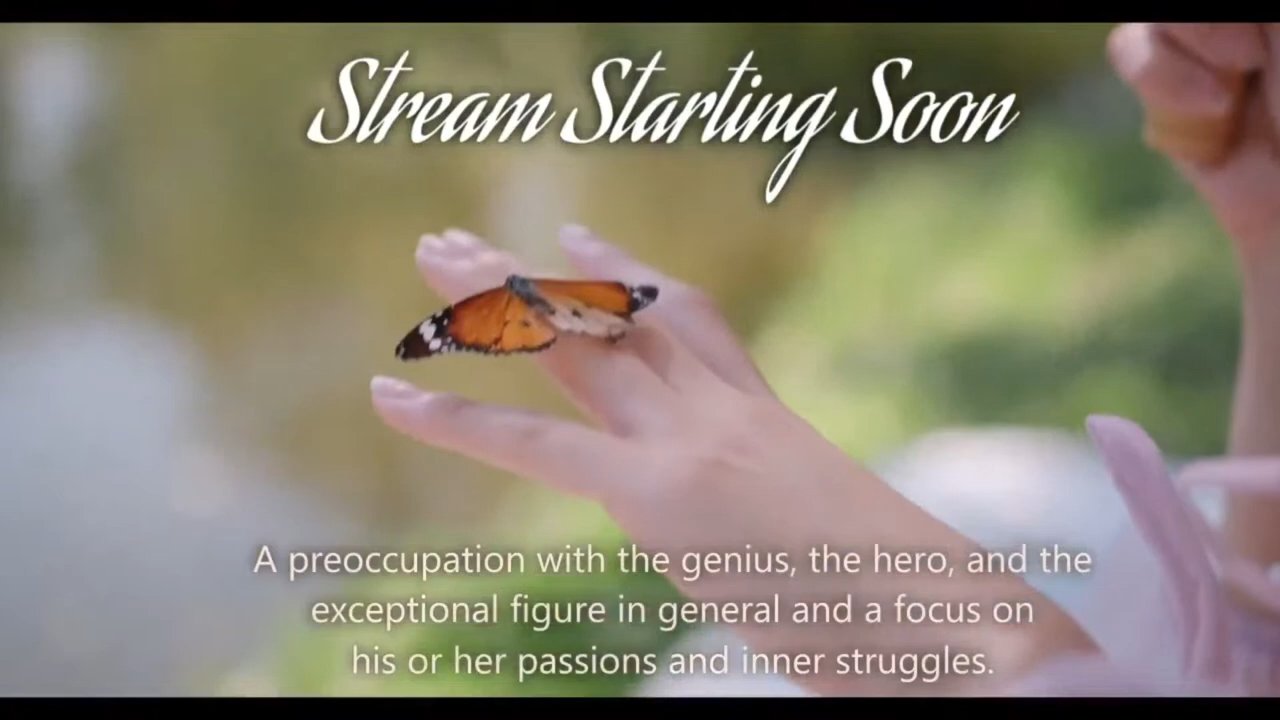 Stream Starting Soon
A preoccupation with the genius, the hero, and the
exceptional figure in general and a focus on
his or her passions and inner struggles.